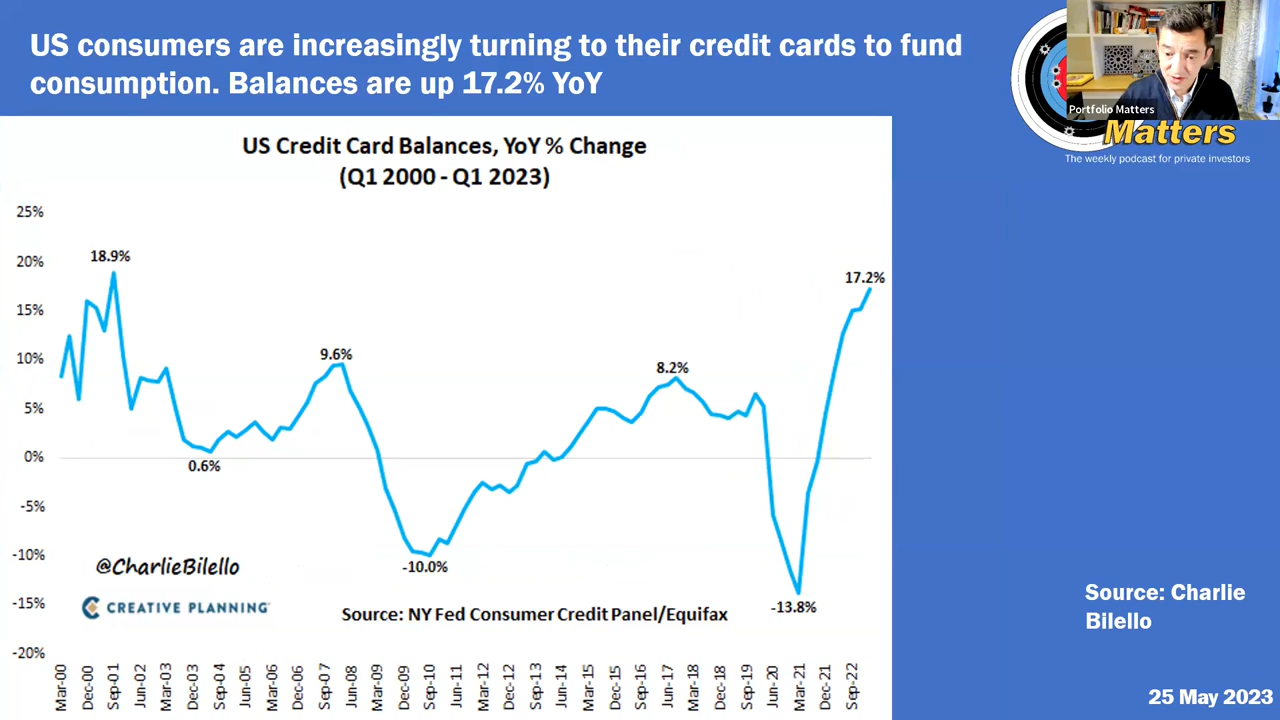 US consumers are increasingly turning to their credit cards to fund
consumption. Balances are up 17.2% YoY
Portfolio Matters
Matters
The weekly podcast for private investors
US Credit Card Balances, YoY % Change
(Q1 2000 - Q1 2023)
25%
20%
15%
10%
5%
0%
-5%
-10%
-15%
-20%
18.9%
0.6%
9.6%
-10.0%
8.2%
-13.8%
17.2%
@CharlieBilello
CREATIVE PLANNING
Source: NY Fed Consumer Credit Panel/Equifax
Mar-00
Dec-00
Sep-01
Jun-02
Mar-03
Dec-03
Sep-04
Jun-05
Mar-06
Dec-06
Sep-07
Jun-08
Mar-09
Dec-09
Sep-10
Jun-11
Mar-12
Dec-12
Sep-13
Jun-14
Mar-15
Dec-15
Sep-16
Jun-17
Mar-18
Dec-18
Sep-19
Jun-20
Mar-21
Dec-21
Sep-22
Source: Charlie
Bilello
25 May 2023